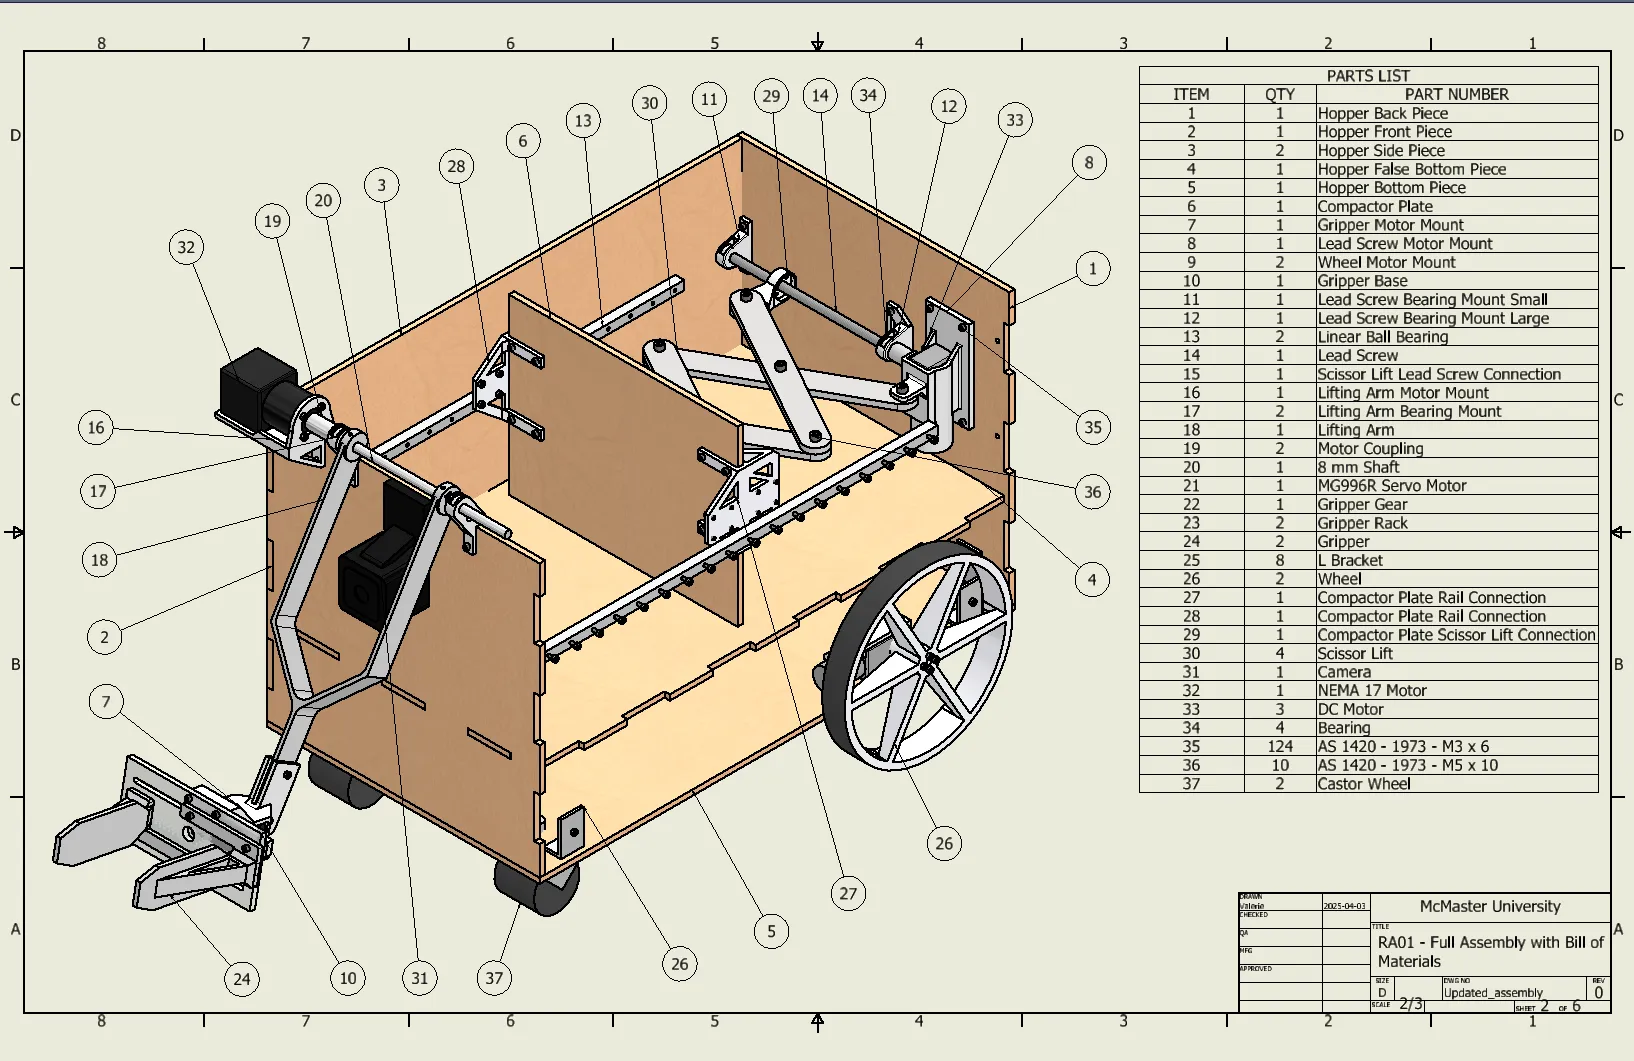 8 7 6 5 4 3 2 1
PARTS LIST
ITEM QTY PART NUMBER
1 1 Hopper Back Piece
2 1 Hopper Front Piece
3 2 Hopper Side Piece
4 1 Hopper False Bottom Piece
5 1 Hopper Bottom Piece
6 1 Compactor Plate
7 1 Gripper Motor Mount
8 1 Lead Screw Motor Mount
9 2 Wheel Motor Mount
10 1 Gripper Base
11 1 Lead Screw Bearing Mount Small
12 1 Lead Screw Bearing Mount Large
13 2 Linear Ball Bearing
14 1 Lead Screw
15 1 Scissor Lift Lead Screw Connection
16 1 Lifting Arm Motor Mount
17 2 Lifting Arm Bearing Mount
18 1 Lifting Arm
19 2 Motor Coupling
20 1 8 mm Shaft
21 1 MG996R Servo Motor
22 1 Gripper Gear
23 2 Gripper Rack
24 2 Gripper
25 8 L Bracket
26 2 Wheel
27 1 Compactor Plate Rail Connection
28 1 Compactor Plate Rail Connection
29 1 Compactor Plate Scissor Lift Connection
30 4 Scissor Lift
31 1 Camera
32 1 NEMA 17 Motor
33 3 DC Motor
34 4 Bearing
35 124 AS 1420 - 1973 - M3 x 6
36 10 AS 1420 - 1973 - M5 x 10
37 2 Castor Wheel
D D
C C
B B
A A
32
19
20
3
28
6
13
30
11
29
14
34
12
33
8
1
35
36
4
16
17
18
2
7
24
10
31
37
26
5
27
26
DRAWN
Valerie 2025-04-03
CHECKED
QA
MFG
APPROVED
McMaster University
TITLE
RA01 - Full Assembly with Bill of
Materials
SIZE
D
DWG NO
Updated_assembly
REV
0
SCALE 2/3
SHEET 2 OF 6
8 7 6 5 4 3 2 1